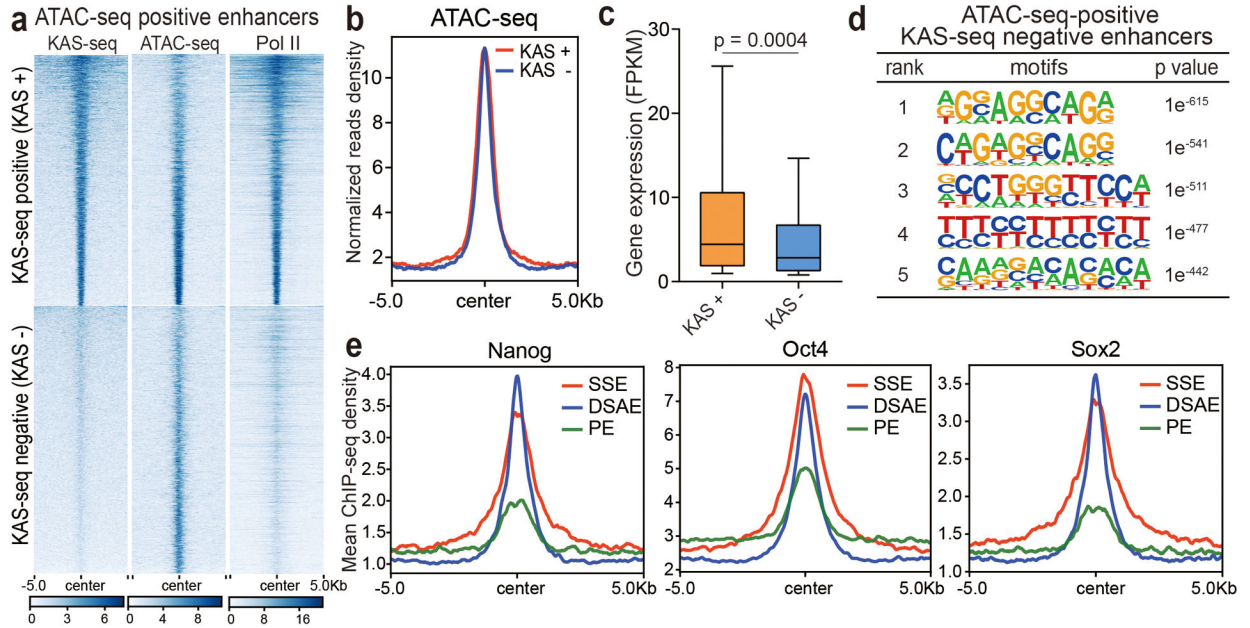 a
ATAC-seq positive enhancers
KAS-seq
ATAC-seq
Pol II
KAS-seq positive (KAS +)
KAS-seq negative (KAS -)
-5.0
center
"
center
"
center
5.0Kb
0
3
6
0
4
8
0
8
16
b
ATAC-seq
Normalized reads density
10
8
6
4
2
KAS +
KAS -
-5.0
center
5.0Kb
c
Gene expression (FPKM)
p = 0.0004
30
20
10
0
KAS +
KAS -
d
ATAC-seq-positive
KAS-seq negative enhancers
rank
motifs
p value
1
1e-615
2
1e-541
3
1e-511
4
1e-477
5
1e-442
e
Mean ChIP-seq density
Nanog
4.0
3.5
3.0
2.5
2.0
1.5
1.0
SSE
DSAE
PE
-5.0
center
5.0
Oct4
8
7
6
5
4
3
2
SSE
DSAE
PE
-5.0
center
5.0
Sox2
3.5
3.0
2.5
2.0
1.5
1.0
SSE
DSAE
PE
-5.0
center
5.0Kb